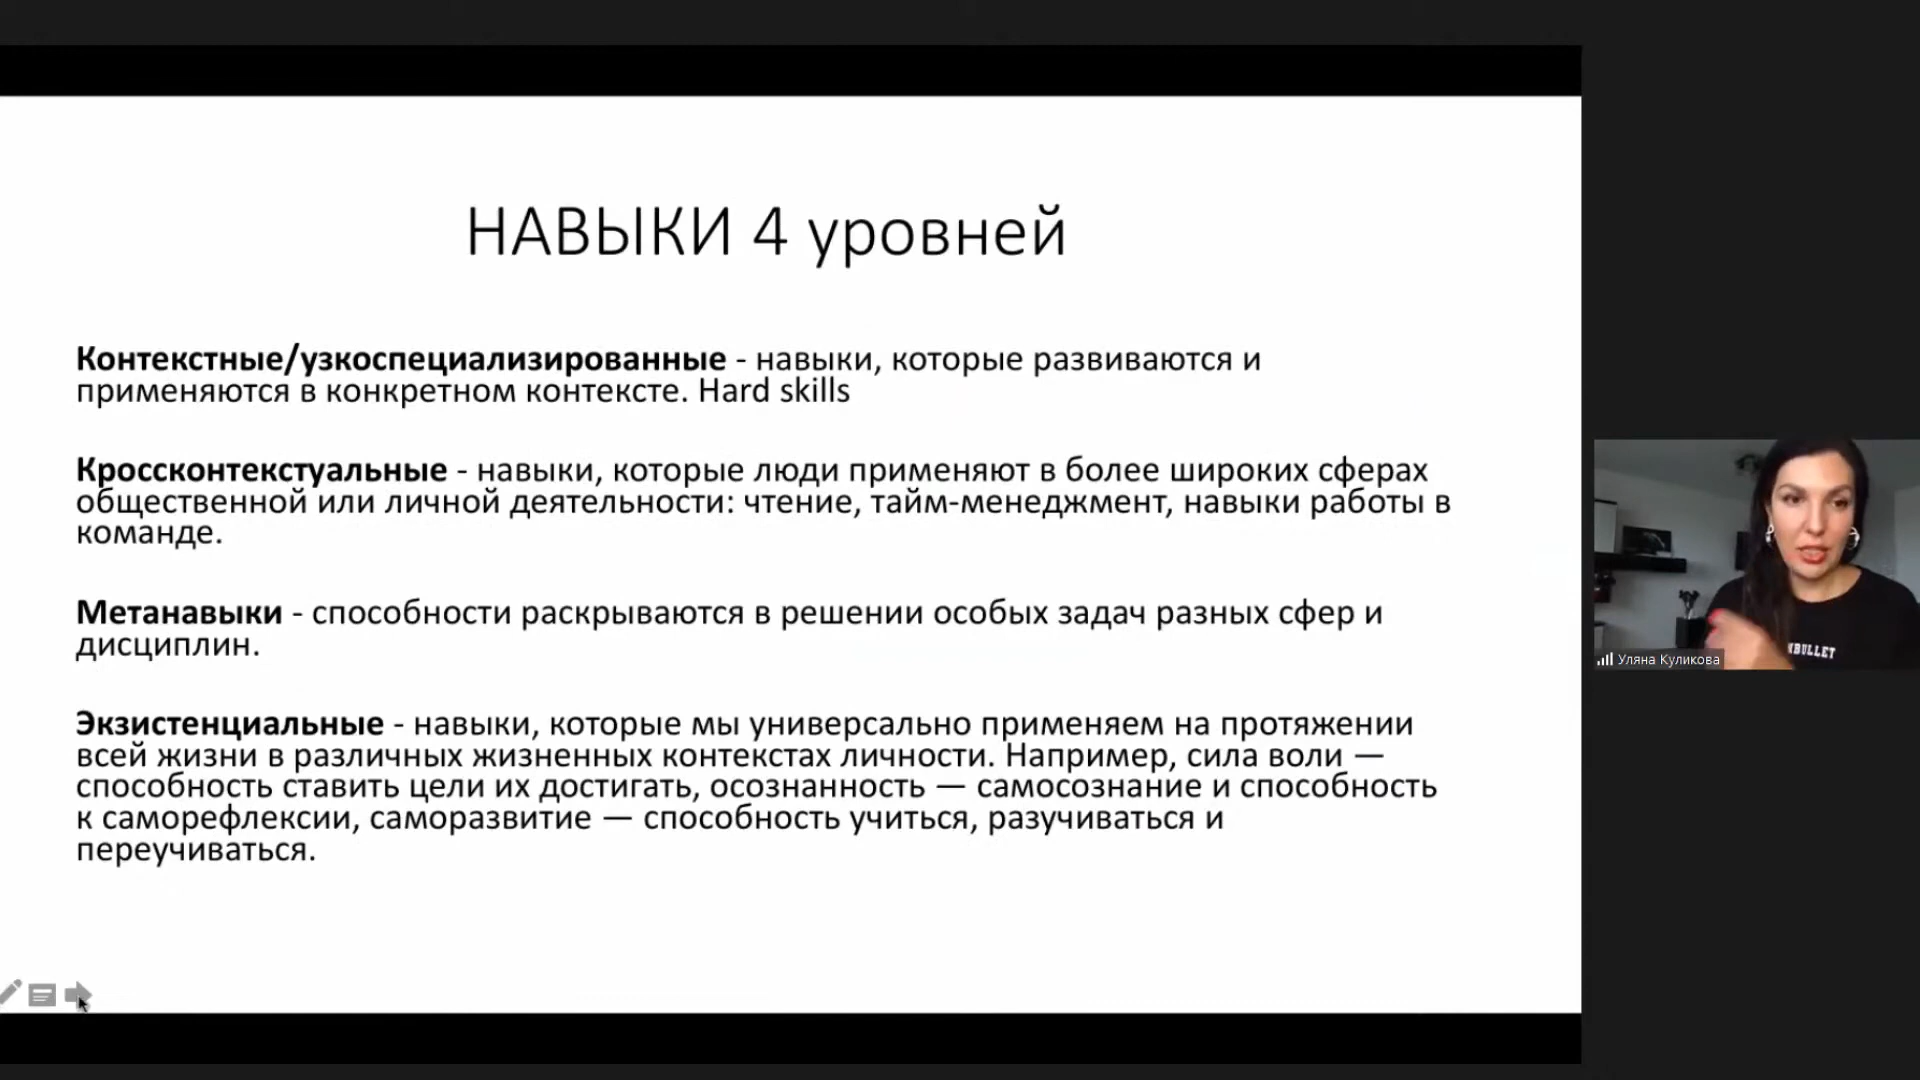 НАВЫКИ 4 уровней
Контекстные/узкоспециализированные - навыки, которые развиваются и
применяются в конкретном контексте. Hard skills
Кроссконтекстуальные - навыки, которые люди применяют в более широких сферах
общественной или личной деятельности: чтение, тайм-менеджмент, навыки работы в
команде.
Метанавыки - способности раскрываются в решении особых задач разных сфер и
дисциплин.
Экзистенциальные - навыки, которые мы универсально применяем на протяжении
всей жизни в различных жизненных контекстах личности. Например, сила воли —
способность ставить цели их достигать, осознанность — самосознание и способность
к саморефлексии, саморазвитие — способность учиться, разучиваться и
переучиваться.
Уляна Куликова